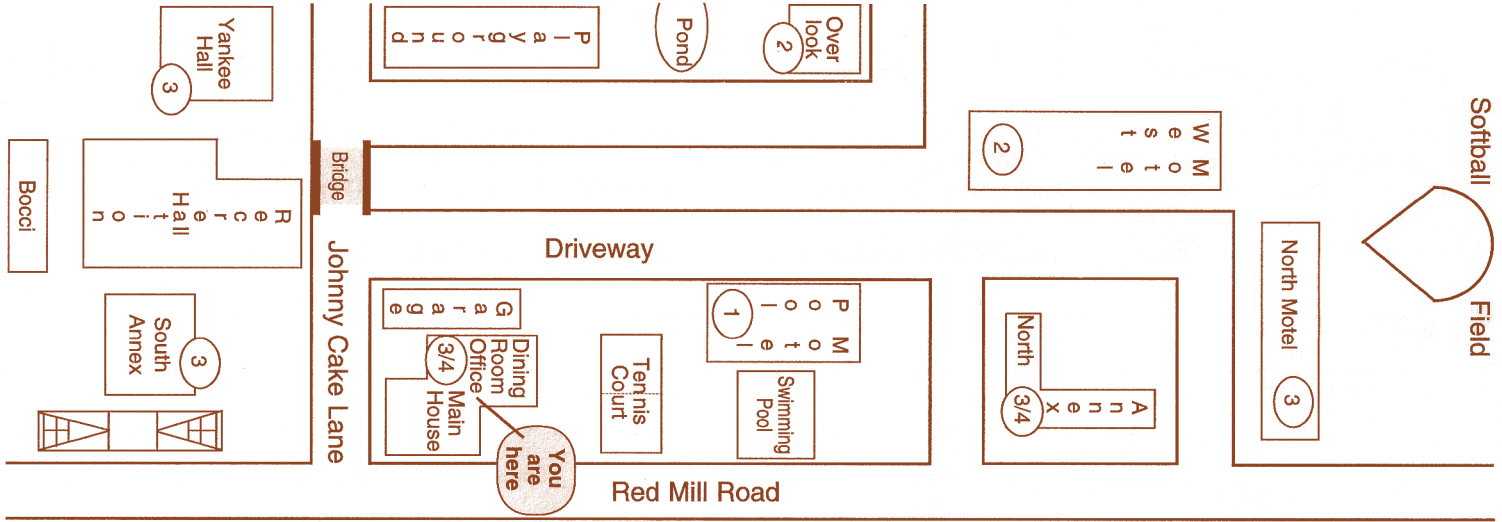 Yankee
Hall
3
Playground
Pond
Over
look
2
West
Motel
2
Softball
Field
North Motel
3
Bridge
Bocci
Recreation
Hall
Driveway
Johnny Cake Lane
South
Annex
3
Garage
Dining
Room
Office
3/4
Main
House
You
are
here
Tennis
Court
Pool
Motel
1
Swimming
Pool
North
Annex
3/4
Red Mill Road